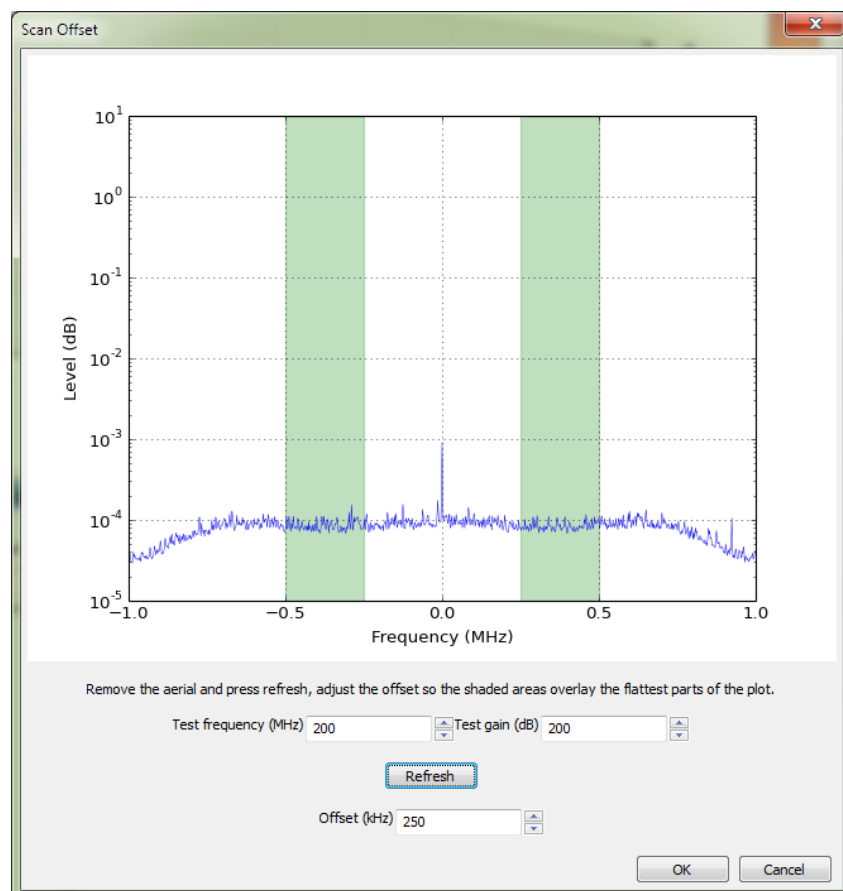 Scan Offset
10^1
10^0
10^-1
10^-2
10^-3
10^-4
10^-5
Level (dB)
−1.0 −0.5 0.0 0.5 1.0
Frequency (MHz)
Remove the aerial and press refresh, adjust the offset so the shaded areas overlay the flattest parts of the plot.
Test frequency (MHz) 200 Test gain (dB) 200
Refresh
Offset (kHz) 250
OK Cancel